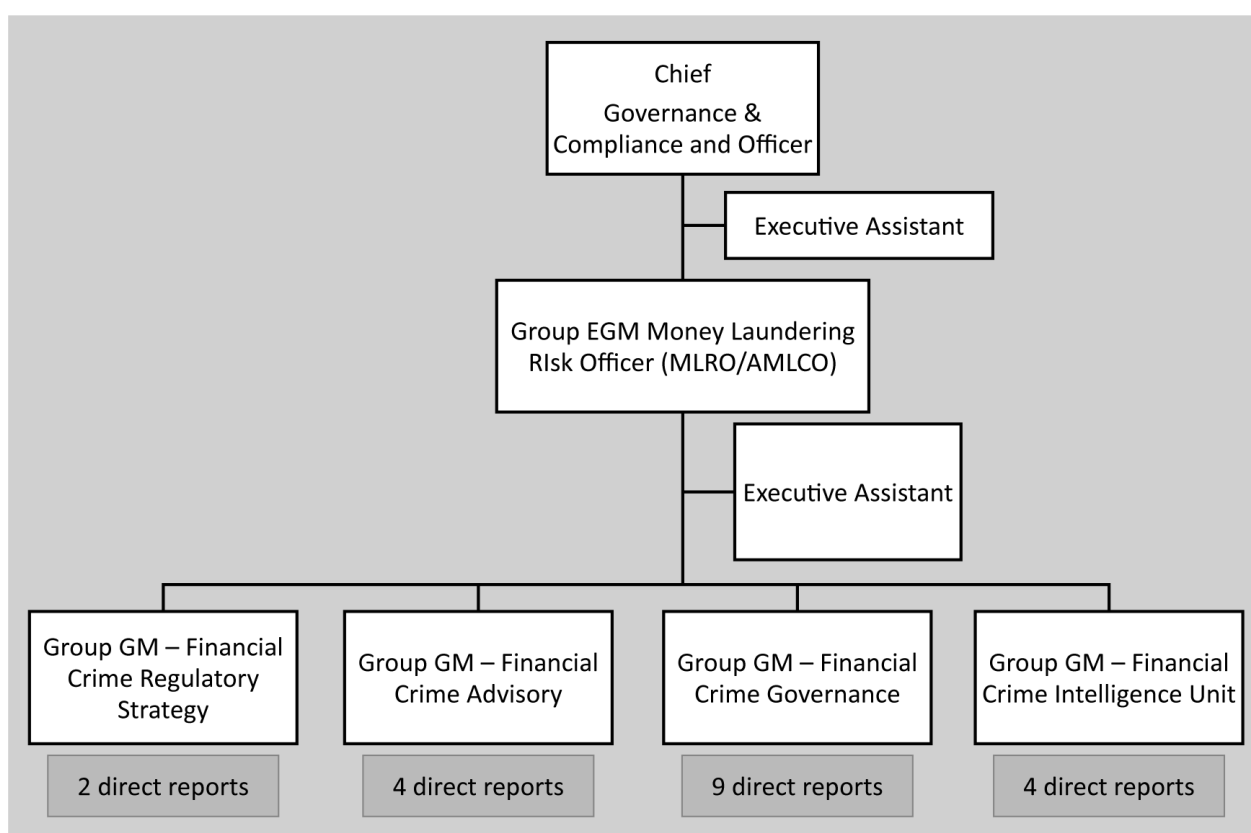 Chief
Governance &
Compliance and Officer
Executive Assistant
Group EGM Money Laundering
RIsk Officer (MLRO/AMLCO)
Executive Assistant
Group GM – Financial
Crime Regulatory
Strategy
Group GM – Financial
Crime Advisory
Group GM – Financial
Crime Governance
Group GM – Financial
Crime Intelligence Unit
2 direct reports
4 direct reports
9 direct reports
4 direct reports